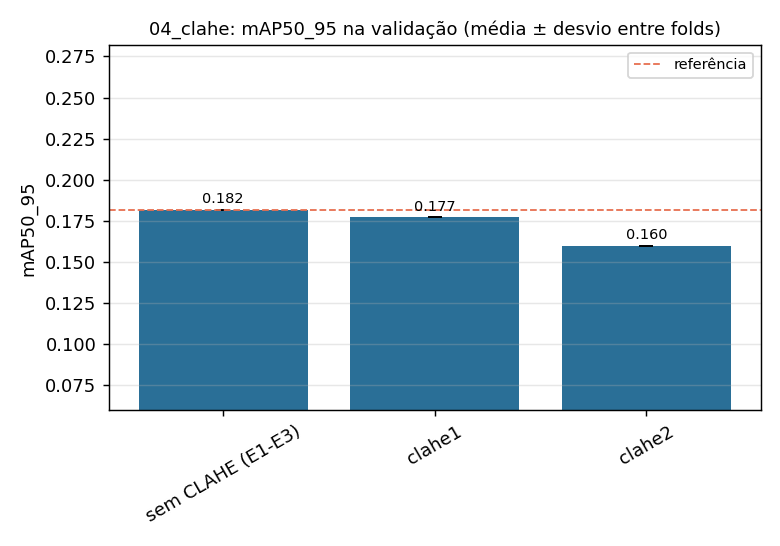 04_clahe: mAP50_95 na validação (média ± desvio entre folds)
referência
0.275
0.250
0.225
0.200
0.175
0.150
0.125
0.100
0.075
mAP50_95
0.182
0.177
0.160
sem CLAHE (E1-E3)
clahe1
clahe2